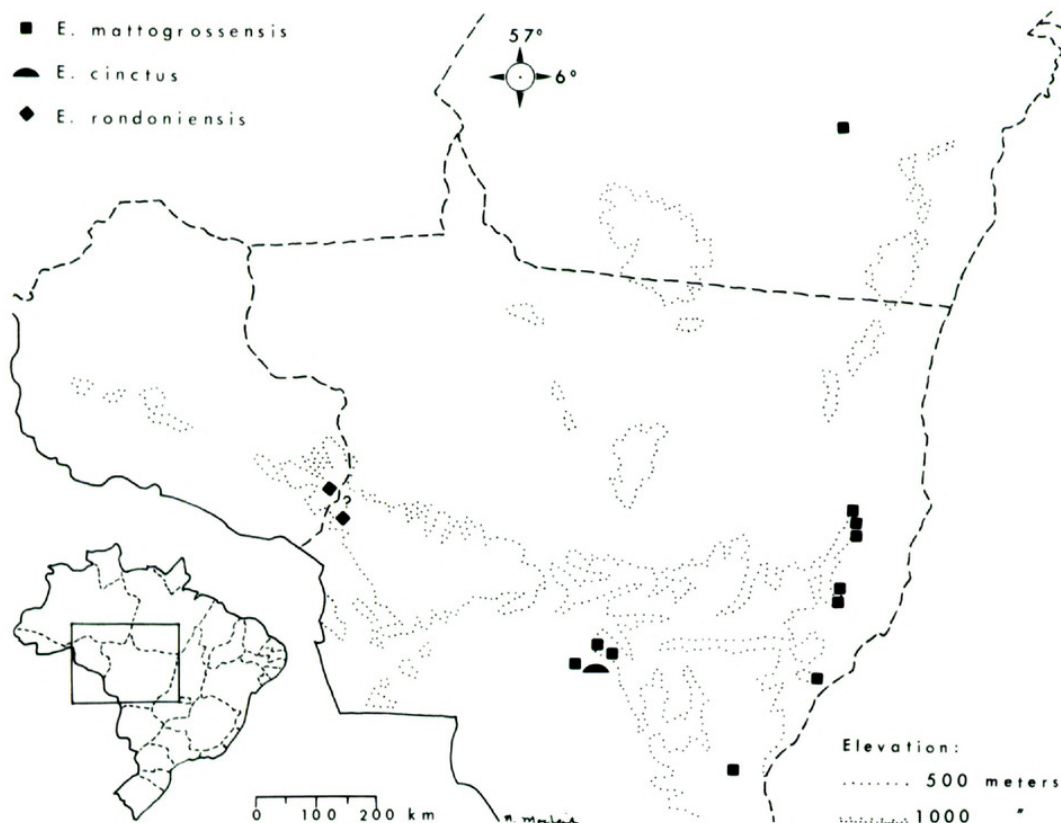 E. mattogrossensis
E. cinctus
E. rondoniensis
57°
6°
?
Elevation:
500 meters
1000 "
0 100 200 km